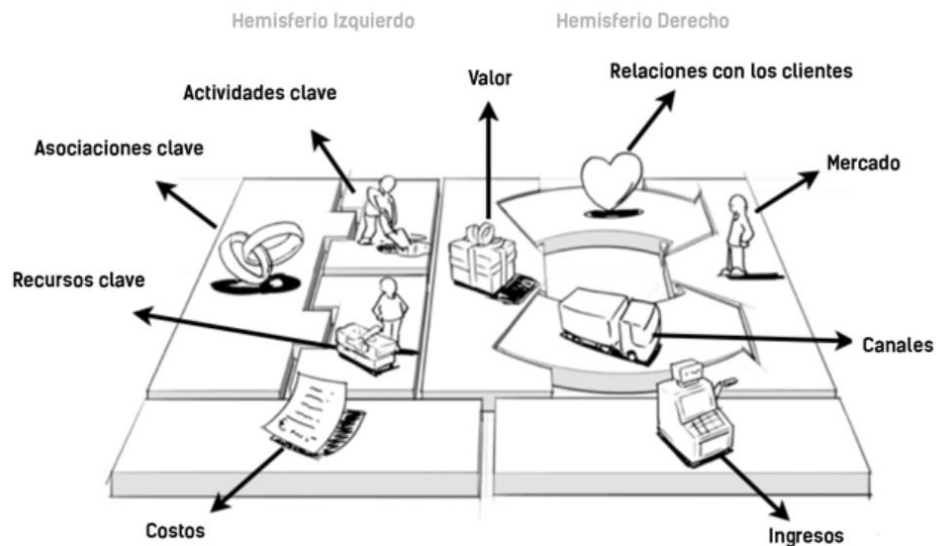 Hemisferio Izquierdo
Hemisferio Derecho
Relaciones con los clientes
Valor
Actividades clave
Asociaciones clave
Mercado
Recursos clave
Canales
Costos
Ingresos